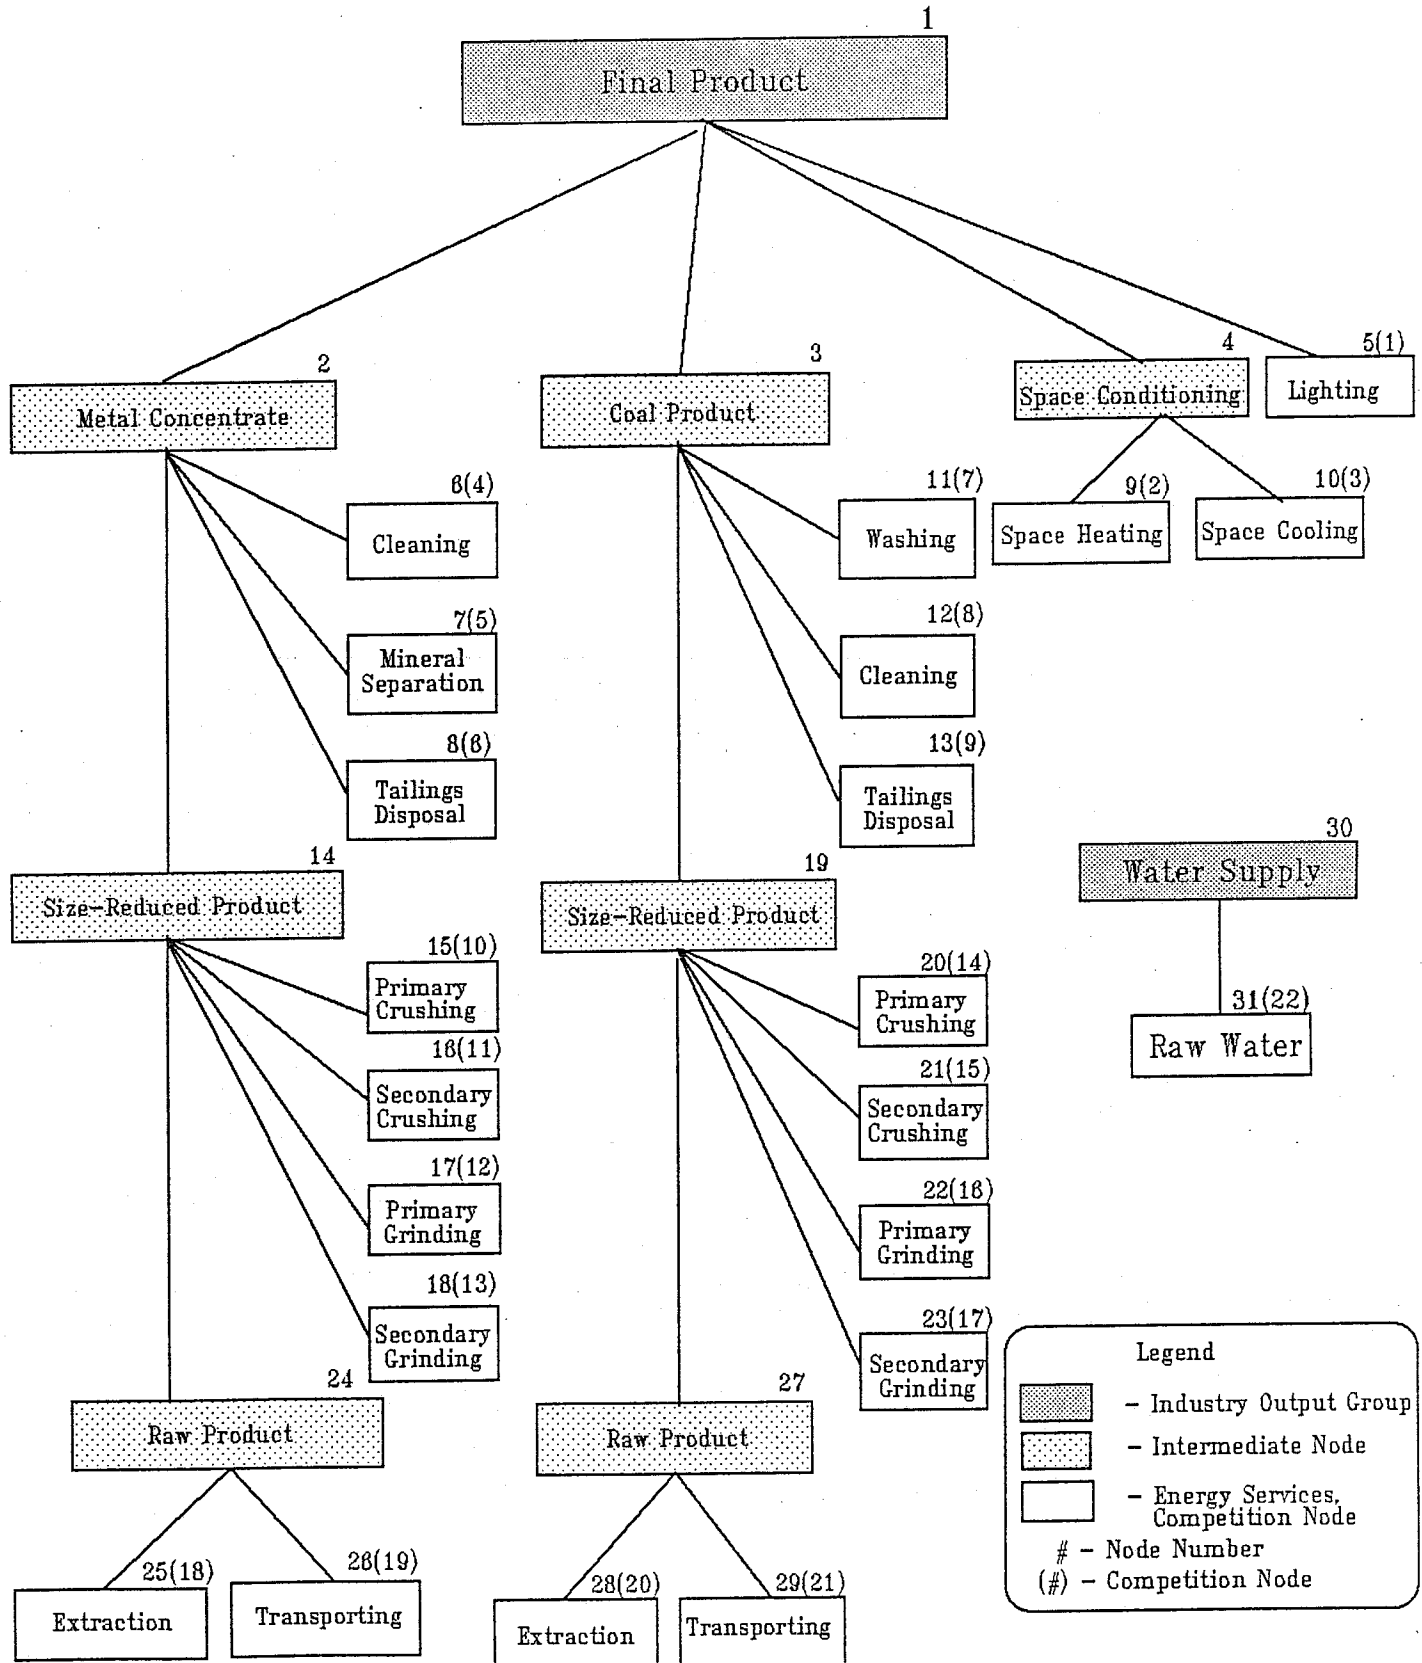 1
Final Product
2
Metal Concentrate
3
Coal Product
4
Space Conditioning
5(1)
Lighting
6(4)
Cleaning
11(7)
Washing
9(2)
Space Heating
10(3)
Space Cooling
7(5)
Mineral
Separation
12(8)
Cleaning
8(6)
Tailings
Disposal
13(9)
Tailings
Disposal
14
Size-Reduced Product
19
Size-Reduced Product
30
Water Supply
31(22)
Raw Water
15(10)
Primary
Crushing
16(11)
Secondary
Crushing
17(12)
Primary
Grinding
18(13)
Secondary
Grinding
20(14)
Primary
Crushing
21(15)
Secondary
Crushing
22(16)
Primary
Grinding
23(17)
Secondary
Grinding
24
Raw Product
27
Raw Product
25(18)
Extraction
26(19)
Transporting
28(20)
Extraction
29(21)
Transporting
Legend
- Industry Output Group
- Intermediate Node
- Energy Services,
Competition Node
# - Node Number
(#) - Competition Node